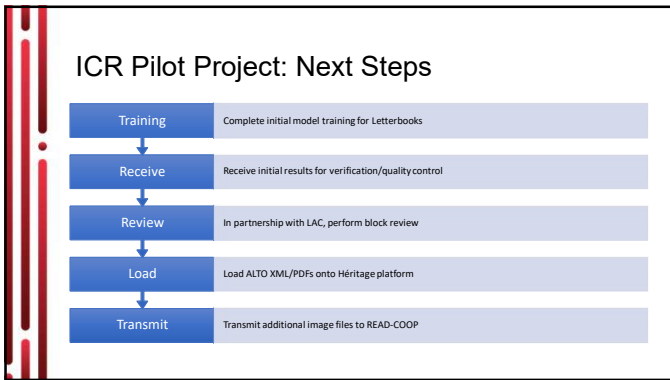 ICR Pilot Project: Next Steps
Training
Complete initial model training for Letterbooks
Receive
Receive initial results for verification/quality control
Review
In partnership with LAC, perform block review
Load
Load ALTO XML/PDFs onto Héritage platform
Transmit
Transmit additional image files to READ-COOP